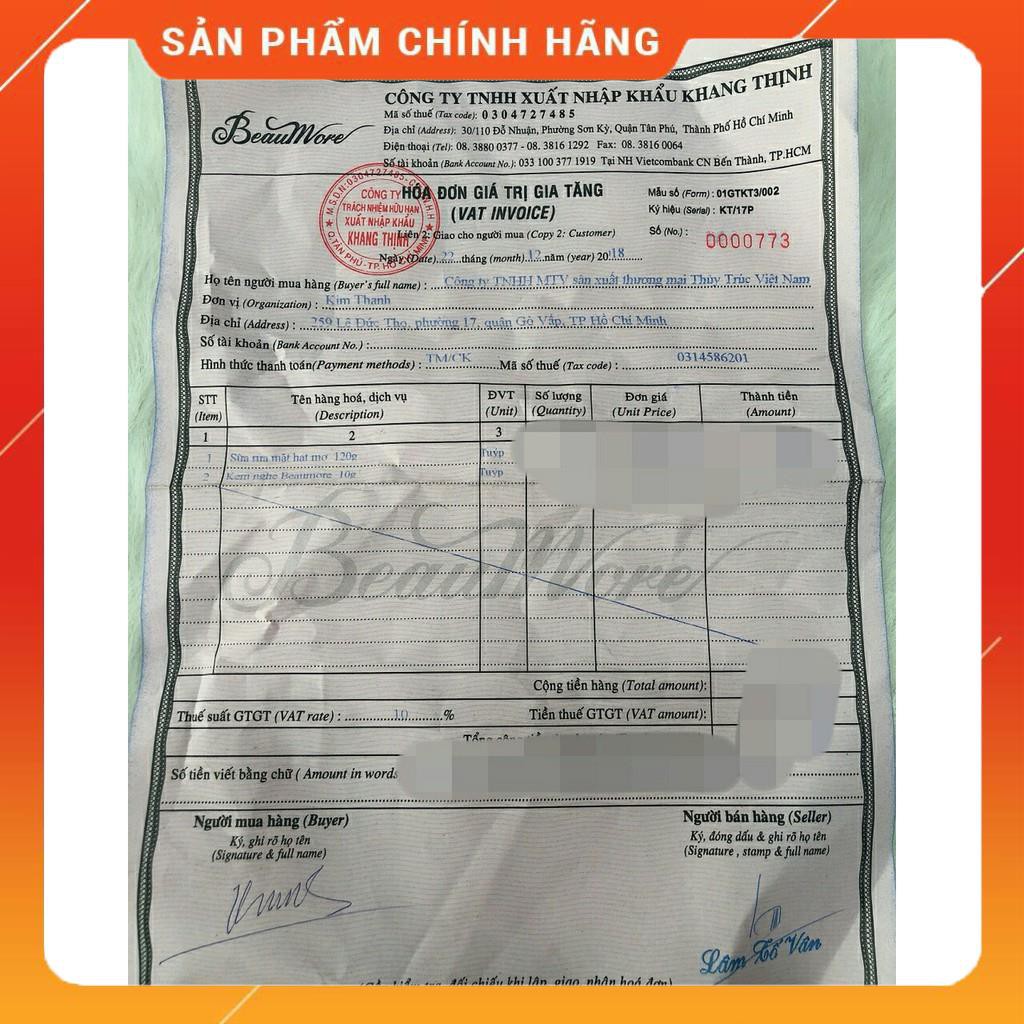 SẢN PHẨM CHÍNH HÃNG
BeauMore
CÔNG TY TNHH XUẤT NHẬP KHẨU KHANG THỊNH
Mã số thuế (Tax code): 0304727485
Địa chỉ (Address): 30/110 Đỗ Nhuận, Phường Sơn Kỳ, Quận Tân Phú, Thành Phố Hồ Chí Minh
Điện thoại (Tel): 08. 3880 0377 - 08. 3816 1292 Fax: 08. 3816 0064
Số tài khoản (Bank Account No.): 033 100 377 1919 Tại NH Vietcombank CN Bến Thành, TP.HCM
M.S.D.N:0304727485-C.T.T.N.H.H
CÔNG TY
TRÁCH NHIỆM HỮU HẠN
XUẤT NHẬP KHẨU
KHANG THỊNH
Q.TÂN PHÚ-TP. HỒ CHÍ MINH
HÓA ĐƠN GIÁ TRỊ GIA TĂNG
(VAT INVOICE)
Liên 2: Giao cho người mua (Copy 2: Customer)
Ngày (Date) 22 tháng (month) 12 năm (year) 2018
Mẫu số (Form) : 01GTKT3/002
Ký hiệu (Serial) : KT/17P
Số (No.) : 0000773
Họ tên người mua hàng (Buyer's full name) : Công ty TNHH MTV sản xuất thương mại Thùy Trúc Việt Nam
Đơn vị (Organization) : Kim Thanh
Địa chỉ (Address) : 259 Lê Đức Thọ, phường 17, quận Gò Vấp, TP Hồ Chí Minh
Số tài khoản (Bank Account No.) :
Hình thức thanh toán(Payment methods) : TM/CK Mã số thuế (Tax code) : 0314586201
STT Tên hàng hoá, dịch vụ ĐVT Số lượng Đơn giá Thành tiền
(Item) (Description) (Unit) (Quantity) (Unit Price) (Amount)
1 2 3
1 Sữa rửa mặt hạt mơ 120g Tuýp
2 Kem nghệ Beaumore 10g Tuýp
BeauMore
Cộng tiền hàng (Total amount):
Thuế suất GTGT (VAT rate) : 10 % Tiền thuế GTGT (VAT amount):
Số tiền viết bằng chữ ( Amount in words
Người mua hàng (Buyer) Người bán hàng (Seller)
Ký, ghi rõ họ tên Ký, đóng dấu & ghi rõ họ tên
(Signature & full name) (Signature , stamp & full name)
Lâm Tố Vân